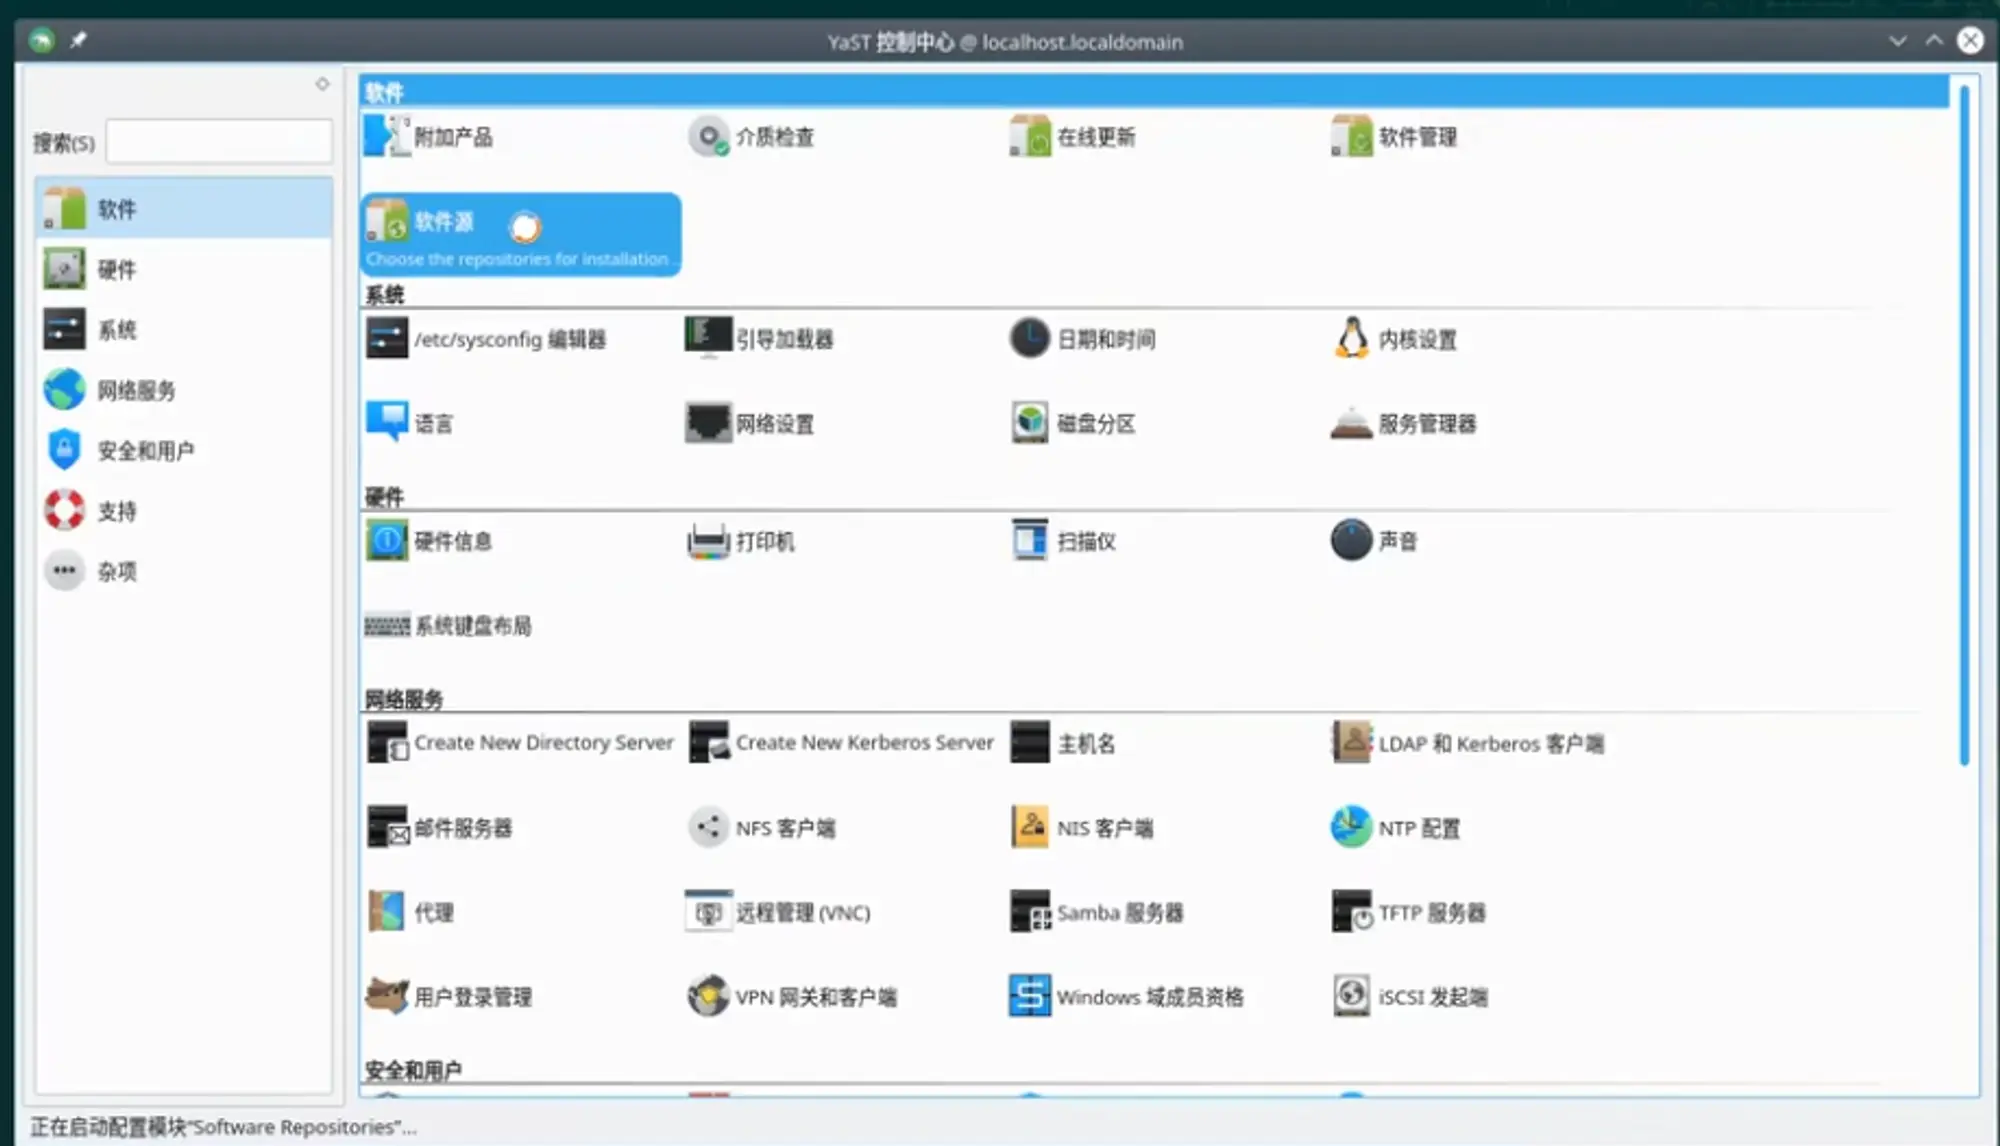 YaST 控制中心 @ localhost.localdomain
搜索(S)
软件
硬件
系统
网络服务
安全和用户
支持
杂项
软件
附加产品 介质检查 在线更新 软件管理
软件源
Choose the repositories for installation ...
系统
/etc/sysconfig 编辑器 引导加载器 日期和时间 内核设置
语言 网络设置 磁盘分区 服务管理器
硬件
硬件信息 打印机 扫描仪 声音
系统键盘布局
网络服务
Create New Directory Server Create New Kerberos Server 主机名 LDAP 和 Kerberos 客户端
邮件服务器 NFS 客户端 NIS 客户端 NTP 配置
代理 远程管理 (VNC) Samba 服务器 TFTP 服务器
用户登录管理 VPN 网关和客户端 Windows 域成员资格 iSCSI 发起端
安全和用户
正在启动配置模块“Software Repositories”...